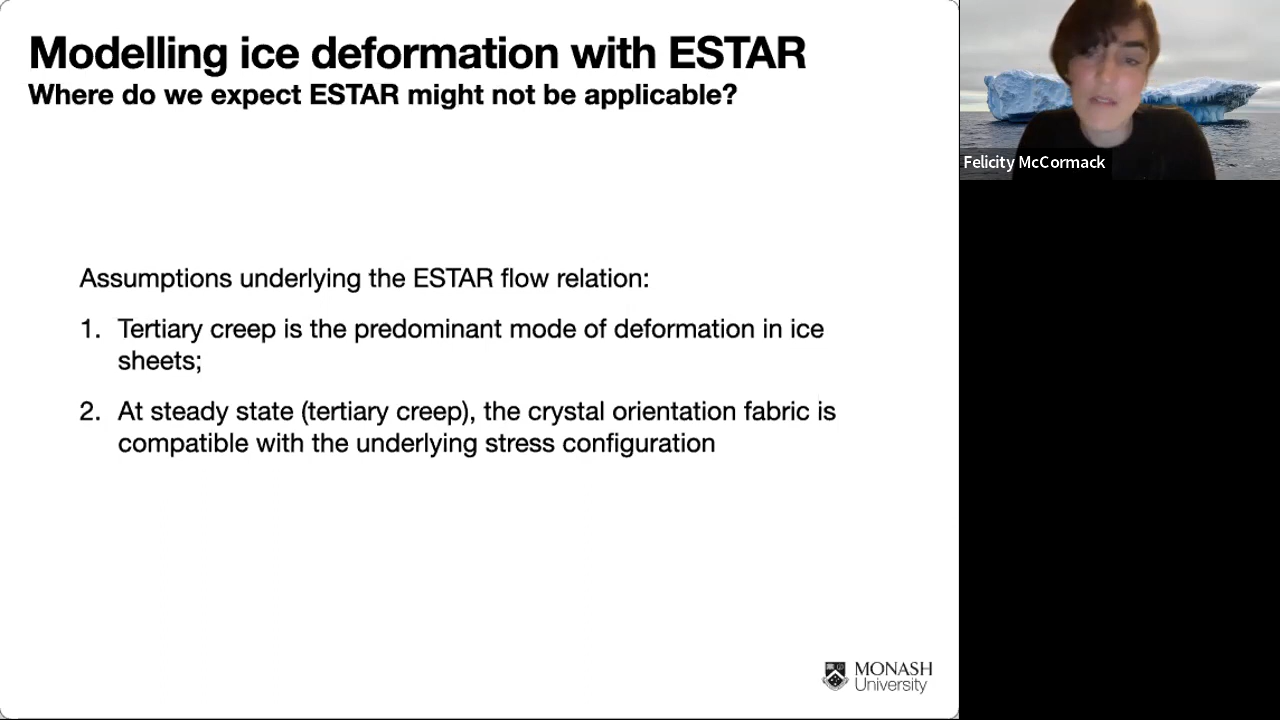 Modelling ice deformation with ESTAR
Where do we expect ESTAR might not be applicable?
Felicity McCormack
Assumptions underlying the ESTAR flow relation:
1. Tertiary creep is the predominant mode of deformation in ice
sheets;
2. At steady state (tertiary creep), the crystal orientation fabric is
compatible with the underlying stress configuration
MONASH
University